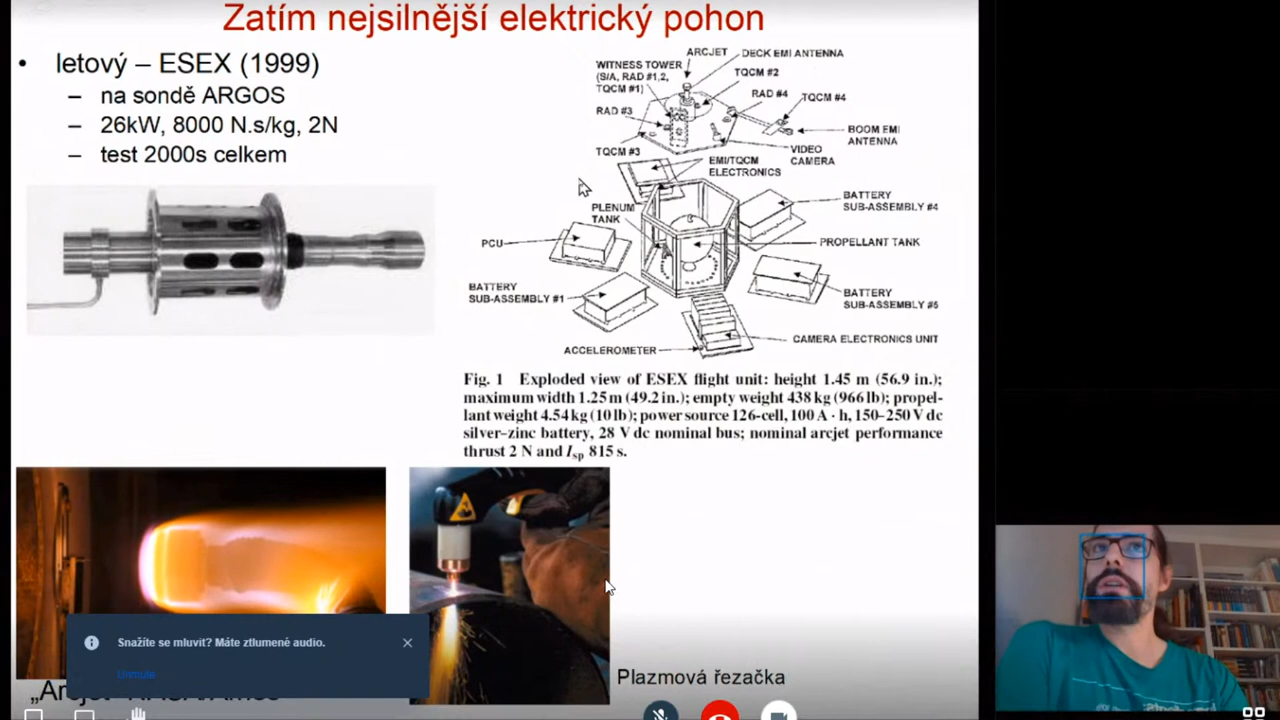 Zatím nejsilnější elektrický pohon
• letový – ESEX (1999)
– na sondě ARGOS
– 26kW, 8000 N.s/kg, 2N
– test 2000s celkem
ARCJET
DECK EMI ANTENNA
WITNESS TOWER
(S/A, RAD #1,2,
TQCM #1)
TQCM #2
RAD #4
TQCM #4
RAD #3
BOOM EMI
ANTENNA
TQCM #3
VIDEO
CAMERA
EMI/TQCM
ELECTRONICS
BATTERY
SUB-ASSEMBLY #4
PLENUM
TANK
PCU
PROPELLANT TANK
BATTERY
SUB-ASSEMBLY #1
BATTERY
SUB-ASSEMBLY #5
CAMERA ELECTRONICS UNIT
ACCELEROMETER
Fig. 1 Exploded view of ESEX flight unit: height 1.45 m (56.9 in.);
maximum width 1.25 m (49.2 in.); empty weight 438 kg (966 lb); propel-
lant weight 4.54 kg (10 lb); power source 126-cell, 100 A · h, 150–250 V dc
silver–zinc battery, 28 V dc nominal bus; nominal arcjet performance
thrust 2 N and Isp 815 s.
Snažíte se mluvit? Máte ztlumené audio.
Plazmová řezačka